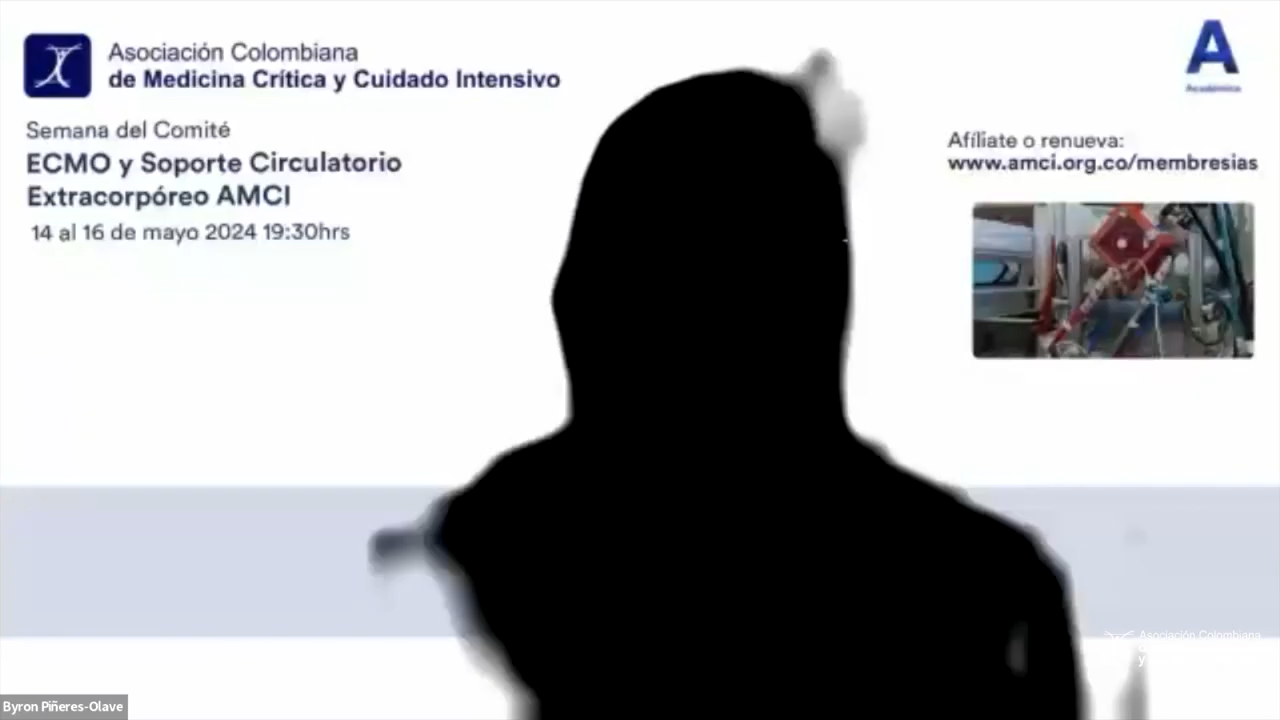 Asociación Colombiana
de Medicina Crítica y Cuidado Intensivo
Semana del Comité
ECMO y Soporte Circulatorio
Extracorpóreo AMCI
14 al 16 de mayo 2024 19:30hrs
A
Académica
Afíliate o renueva:
www.amci.org.co/membresias
Asociación Colombiana
Byron Piñeres-Olave